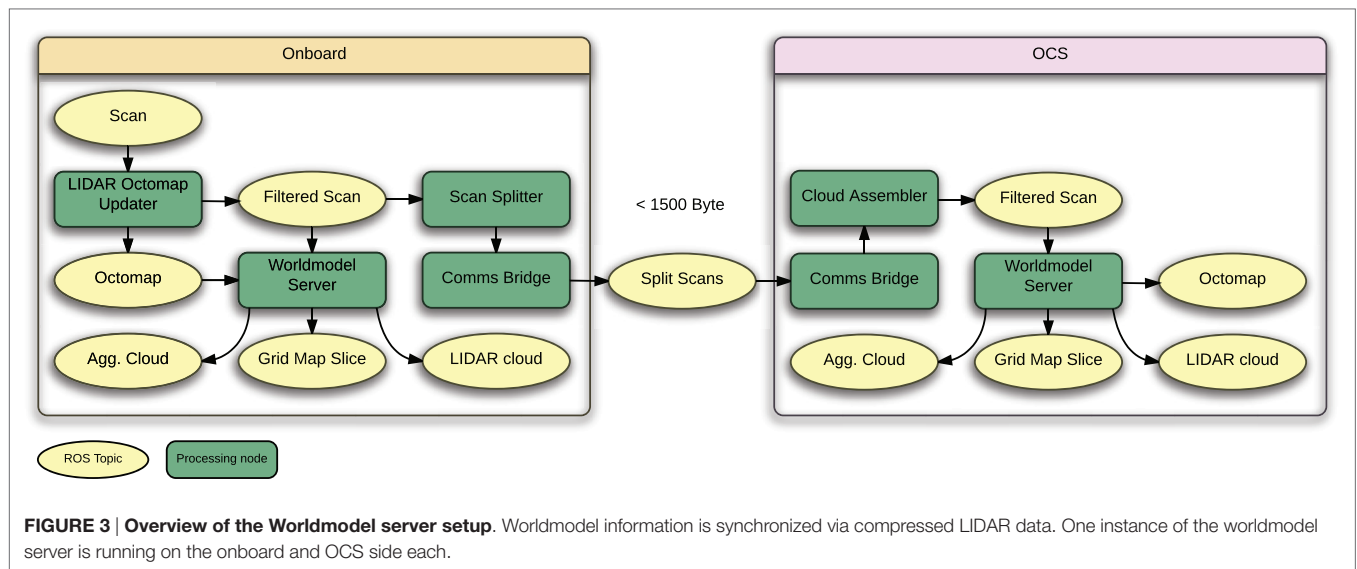 Onboard
OCS
Scan
LIDAR Octomap
Updater
Filtered Scan
Scan Splitter
< 1500 Byte
Cloud Assembler
Filtered Scan
Octomap
Worldmodel
Server
Comms Bridge
Split Scans
Comms Bridge
Worldmodel
Server
Octomap
Agg. Cloud
Grid Map Slice
LIDAR cloud
Agg. Cloud
Grid Map Slice
LIDAR cloud
ROS Topic
Processing node
FIGURE 3 | Overview of the Worldmodel server setup. Worldmodel information is synchronized via compressed LIDAR data. One instance of the worldmodel
server is running on the onboard and OCS side each.